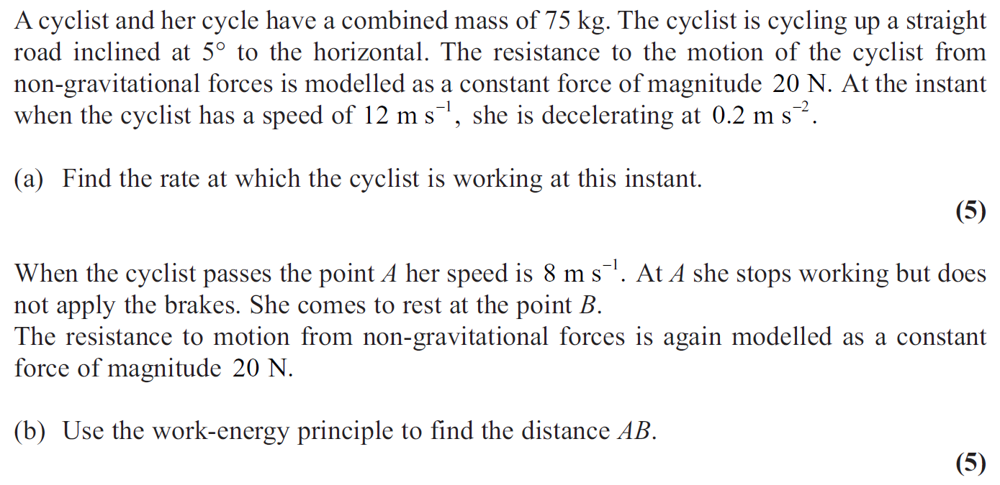 A cyclist and her cycle have a combined mass of 75 kg. The cyclist is cycling up a straight
road inclined at 5° to the horizontal. The resistance to the motion of the cyclist from
non-gravitational forces is modelled as a constant force of magnitude 20 N. At the instant
when the cyclist has a speed of 12 m s⁻¹, she is decelerating at 0.2 m s⁻².
(a) Find the rate at which the cyclist is working at this instant.
(5)
When the cyclist passes the point A her speed is 8 m s⁻¹. At A she stops working but does
not apply the brakes. She comes to rest at the point B.
The resistance to motion from non-gravitational forces is again modelled as a constant
force of magnitude 20 N.
(b) Use the work-energy principle to find the distance AB.
(5)